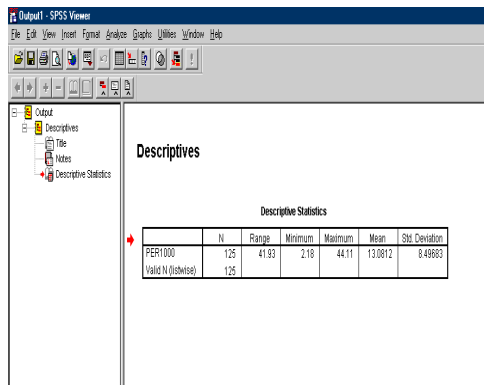 Output1 - SPSS Viewer
File Edit View Insert Format Analyze Graphs Utilities Window Help
Output
Descriptives
Title
Notes
Descriptive Statistics
Descriptives
Descriptive Statistics
N Range Minimum Maximum Mean Std. Deviation
PER1000 125 41.93 2.18 44.11 13.0812 8.49683
Valid N (listwise) 125